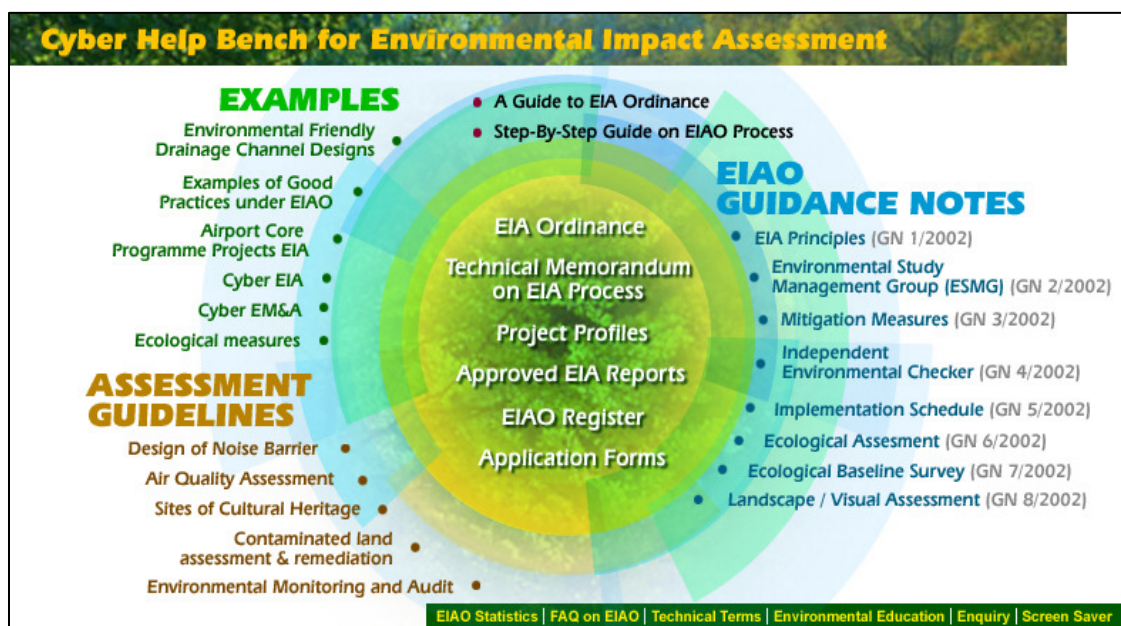 Cyber Help Bench for Environmental Impact Assessment
EXAMPLES
Environmental Friendly
Drainage Channel Designs
Examples of Good
Practices under EIAO
Airport Core
Programme Projects EIA
Cyber EIA
Cyber EM&A
Ecological measures
ASSESSMENT
GUIDELINES
Design of Noise Barrier
Air Quality Assessment
Sites of Cultural Heritage
Contaminated land
assessment & remediation
Environmental Monitoring and Audit
A Guide to EIA Ordinance
Step-By-Step Guide on EIAO Process
EIA Ordinance
Technical Memorandum
on EIA Process
Project Profiles
Approved EIA Reports
EIAO Register
Application Forms
EIAO
GUIDANCE NOTES
EIA Principles (GN 1/2002)
Environmental Study
Management Group (ESMG) (GN 2/2002)
Mitigation Measures (GN 3/2002)
Independent
Environmental Checker (GN 4/2002)
Implementation Schedule (GN 5/2002)
Ecological Assesment (GN 6/2002)
Ecological Baseline Survey (GN 7/2002)
Landscape / Visual Assessment (GN 8/2002)
EIAO Statistics | FAQ on EIAO | Technical Terms | Environmental Education | Enquiry | Screen Saver